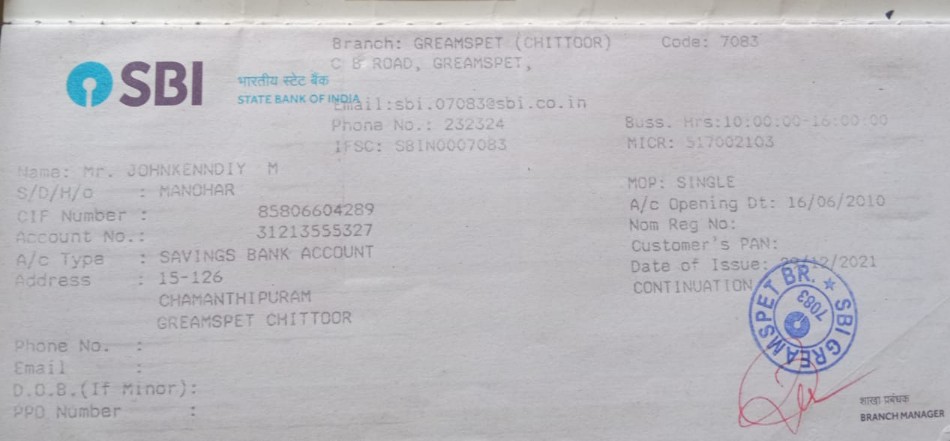 Branch: GREAMSPET (CHITTOOR) Code: 7083
C B ROAD, GREAMSPET,
SBI
भारतीय स्टेट बैंक
STATE BANK OF INDIA
Email:sbi.07083@sbi.co.in
Phone No.: 232324 Buss. Hrs:10:00:00-16:00:00
IFSC: SBIN0007083 MICR: 517002103
Name: Mr. JOHNKENNDIY M
S/D/H/o : MANOHAR MOP: SINGLE
CIF Number : 85806604289 A/c Opening Dt: 16/06/2010
Account No.: 31213555327 Nom Reg No:
A/c Type : SAVINGS BANK ACCOUNT Customer's PAN:
Address : 15-126 Date of Issue: /12/2021
CHAMANTHIPURAM CONTINUATION
GREAMSPET CHITTOOR
SBI GREAMSPET BR.
7083
Phone No. :
Email :
D.O.B.(If Minor):
PPO Number :
शाखा प्रबंधक
BRANCH MANAGER